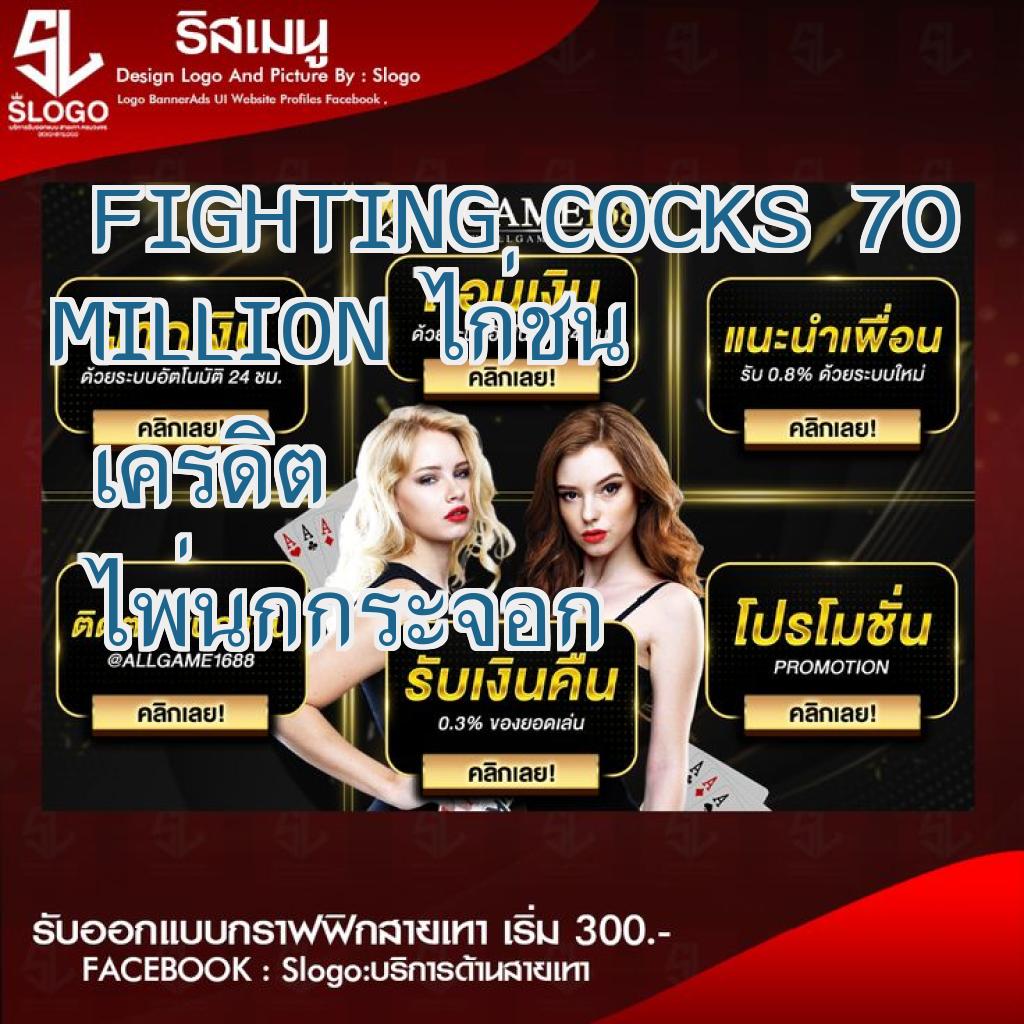 SL
SLOGO
ริสเมนู
Design Logo And Picture By : Slogo
Logo BannerAds UI Website Profiles Facebook .
FIGHTING COCKS 70
MILLION ไก่ชน
เครดิต
ไพ่นกกระจอก
ด้วยระบบอัตโนมัติ 24 ชม.
คลิกเลย!
คลิกเลย!
แนะนำเพื่อน
รับ 0.8% ด้วยระบบใหม่
คลิกเลย!
@ALLGAME1688
คลิกเลย!
รับเงินคืน
0.3% ของยอดเล่น
คลิกเลย!
โปรโมชั่น
PROMOTION
คลิกเลย!
รับออกแบบกราฟฟิกสายเทา เริ่ม 300.-
FACEBOOK : Slogo:บริการด้านสายเทา